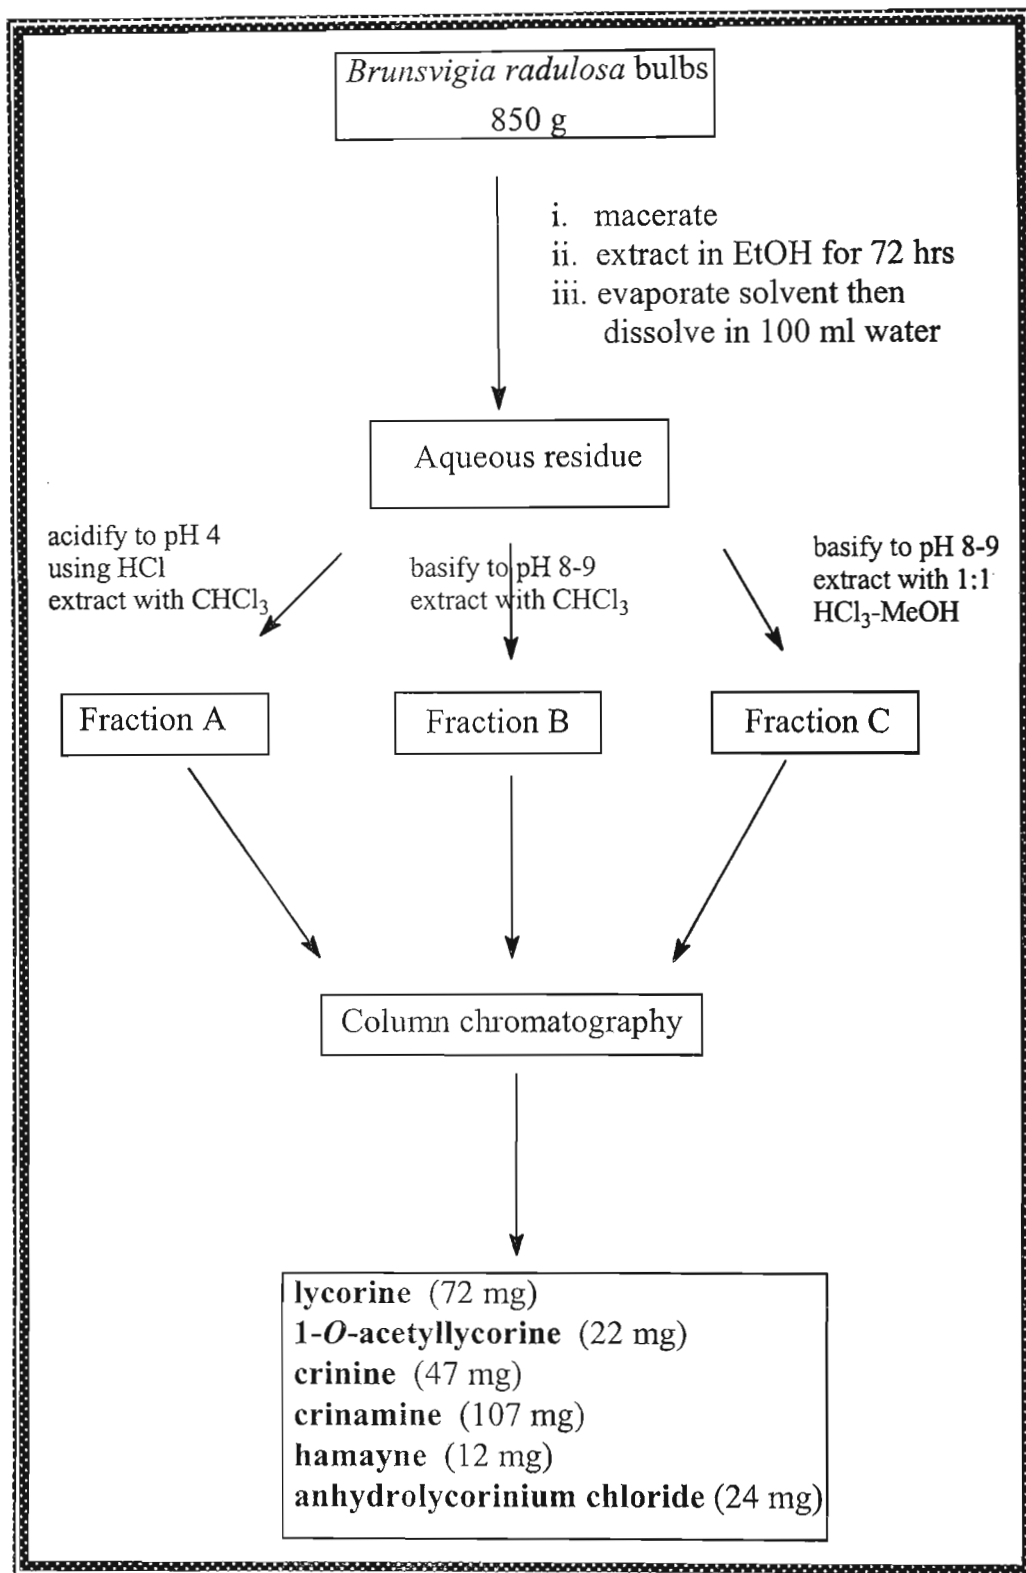 Brunsvigia radulosa bulbs
850 g
i. macerate
ii. extract in EtOH for 72 hrs
iii. evaporate solvent then
dissolve in 100 ml water
Aqueous residue
acidify to pH 4
using HCl
extract with CHCl₃
basify to pH 8-9
extract with CHCl₃
basify to pH 8-9
extract with 1:1
HCl₃-MeOH
Fraction A
Fraction B
Fraction C
Column chromatography
lycorine (72 mg)
1-O-acetyllycorine (22 mg)
crinine (47 mg)
crinamine (107 mg)
hamayne (12 mg)
anhydrolycorinium chloride (24 mg)